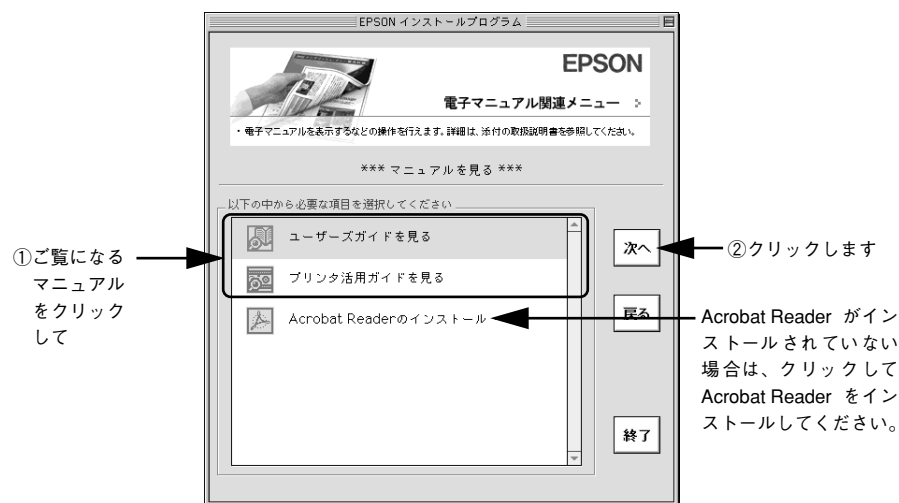 EPSON インストールプログラム
EPSON
電子マニュアル関連メニュー
・電子マニュアルを表示するなどの操作を行えます。詳細は、添付の取扱説明書を参照してください。
*** マニュアルを見る ***
以下の中から必要な項目を選択してください
ユーザーズガイドを見る
プリンタ活用ガイドを見る
Acrobat Readerのインストール
次へ
戻る
終了
①ご覧になる
マニュアル
をクリック
して
②クリックします
Acrobat Reader がイン
ストールされていない
場合は、クリックして
Acrobat Reader をイン
ストールしてください。